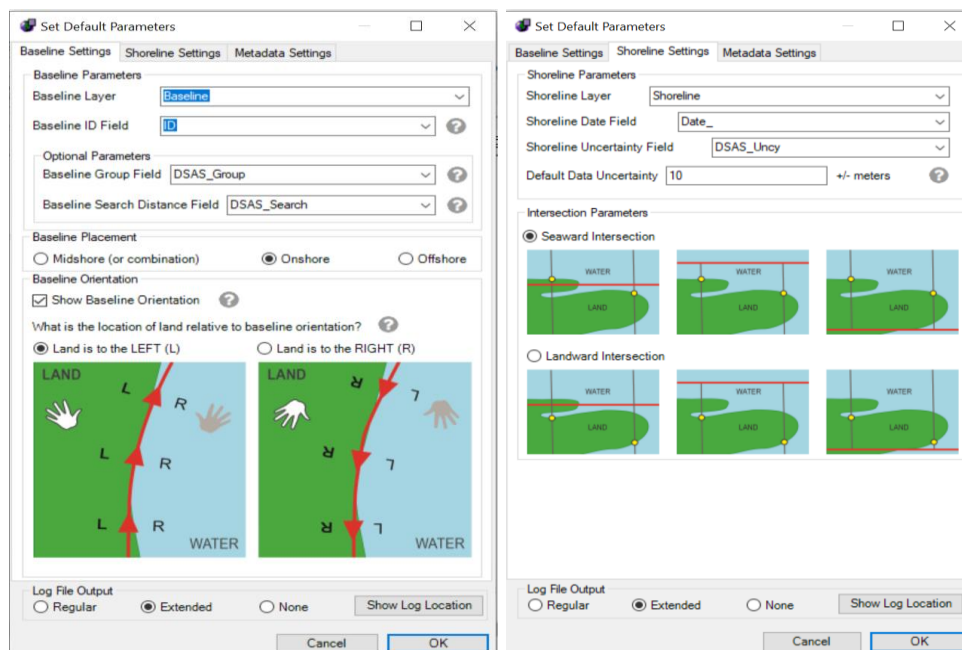 Set Default Parameters
Baseline Settings Shoreline Settings Metadata Settings
Baseline Parameters
Baseline Layer Baseline
Baseline ID Field ID ?
Optional Parameters
Baseline Group Field DSAS_Group ?
Baseline Search Distance Field DSAS_Search ?
Baseline Placement
Midshore (or combination) Onshore Offshore
Baseline Orientation
Show Baseline Orientation ?
What is the location of land relative to baseline orientation? ?
Land is to the LEFT (L) Land is to the RIGHT (R)
LAND
L R
L R
L R
WATER
LAND
R L
R L
R L
WATER
Log File Output
Regular Extended None Show Log Location
Cancel OK
Set Default Parameters
Baseline Settings Shoreline Settings Metadata Settings
Shoreline Parameters
Shoreline Layer Shoreline
Shoreline Date Field Date_
Shoreline Uncertainty Field DSAS_Uncy
Default Data Uncertainty 10 +/- meters ?
Intersection Parameters
Seaward Intersection
WATER WATER WATER
LAND LAND LAND
Landward Intersection
WATER WATER WATER
LAND LAND LAND
Log File Output
Regular Extended None Show Log Location
Cancel OK